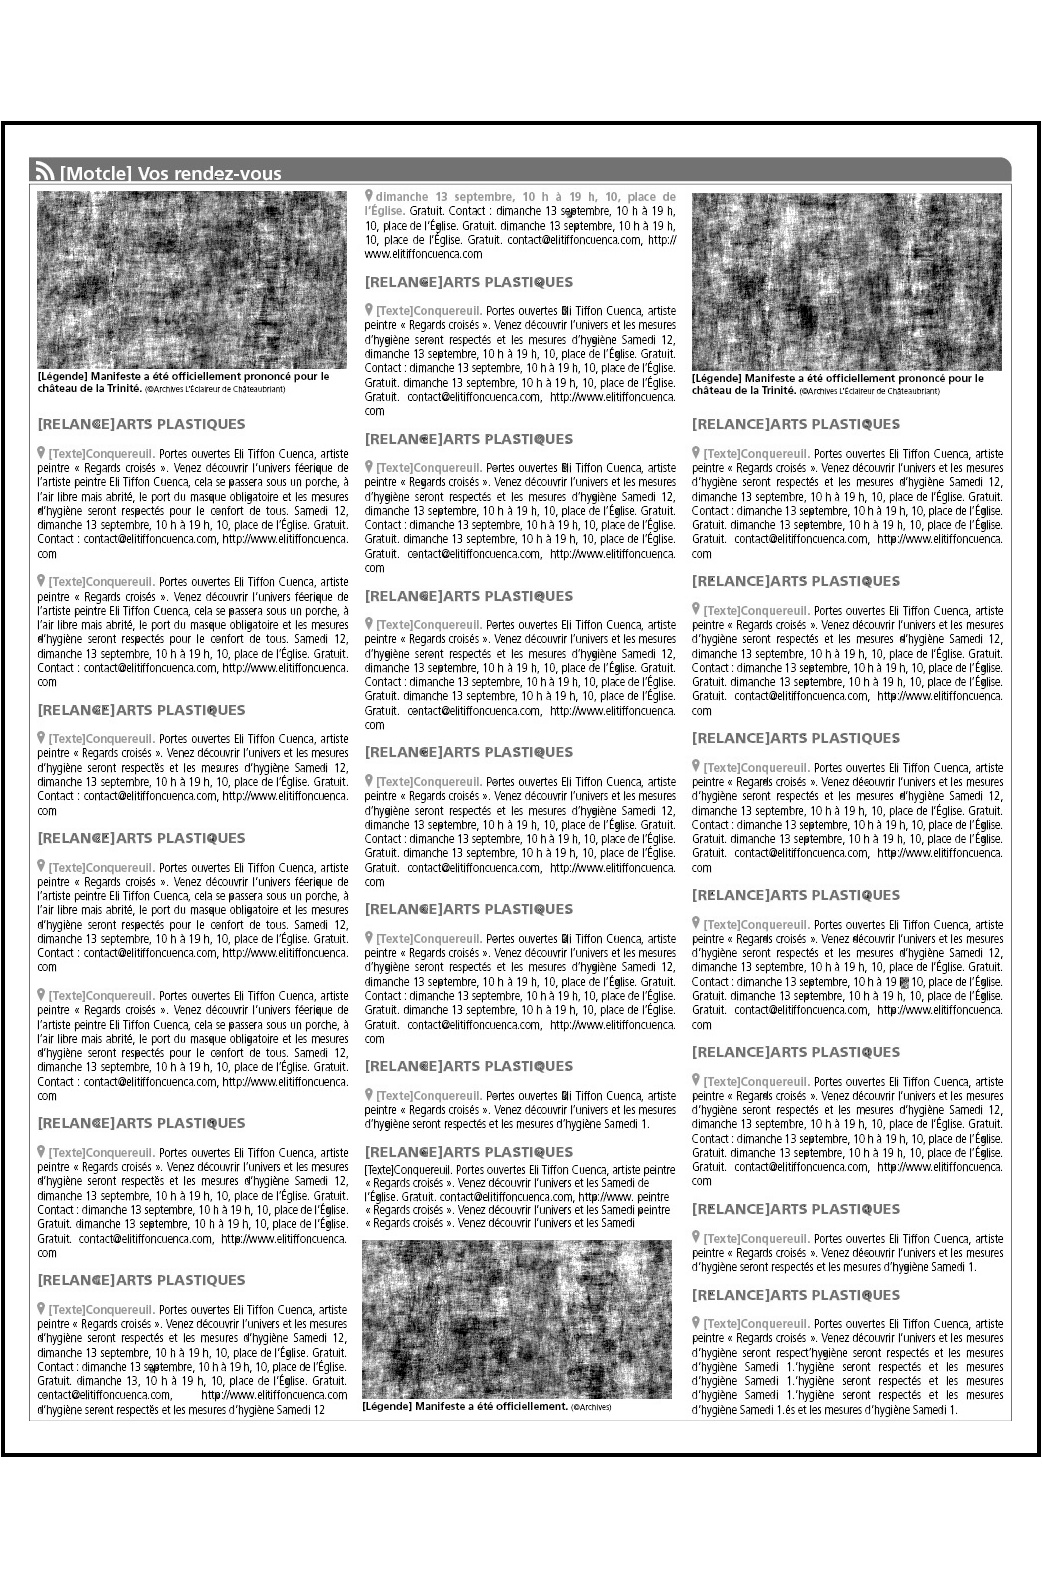 [Motcle] Vos rendez-vous
[Légende] Manifeste a été officiellement prononcé pour le
château de la Trinité. (©Archives L'Éclaireur de Châteaubriant)
[RELANCE]ARTS PLASTIQUES
[Texte]Conquereuil. Portes ouvertes Eli Tiffon Cuenca, artiste
peintre « Regards croisés ». Venez découvrir l'univers féerique de
l'artiste peintre Eli Tiffon Cuenca, cela se passera sous un porche, à
l'air libre mais abrité, le port du masque obligatoire et les mesures
d'hygiène seront respectés pour le confort de tous. Samedi 12,
dimanche 13 septembre, 10 h à 19 h, 10, place de l'Église. Gratuit.
Contact : contact@elitiffoncuenca.com, http://www.elitiffoncuenca.
com
[Texte]Conquereuil. Portes ouvertes Eli Tiffon Cuenca, artiste
peintre « Regards croisés ». Venez découvrir l'univers féerique de
l'artiste peintre Eli Tiffon Cuenca, cela se passera sous un porche, à
l'air libre mais abrité, le port du masque obligatoire et les mesures
d'hygiène seront respectés pour le confort de tous. Samedi 12,
dimanche 13 septembre, 10 h à 19 h, 10, place de l'Église. Gratuit.
Contact : contact@elitiffoncuenca.com, http://www.elitiffoncuenca.
com
[RELANCE]ARTS PLASTIQUES
[Texte]Conquereuil. Portes ouvertes Eli Tiffon Cuenca, artiste
peintre « Regards croisés ». Venez découvrir l'univers et les mesures
d'hygiène seront respectés et les mesures d'hygiène Samedi 12,
dimanche 13 septembre, 10 h à 19 h, 10, place de l'Église. Gratuit.
Contact : contact@elitiffoncuenca.com, http://www.elitiffoncuenca.
com
[RELANCE]ARTS PLASTIQUES
[Texte]Conquereuil. Portes ouvertes Eli Tiffon Cuenca, artiste
peintre « Regards croisés ». Venez découvrir l'univers féerique de
l'artiste peintre Eli Tiffon Cuenca, cela se passera sous un porche, à
l'air libre mais abrité, le port du masque obligatoire et les mesures
d'hygiène seront respectés pour le confort de tous. Samedi 12,
dimanche 13 septembre, 10 h à 19 h, 10, place de l'Église. Gratuit.
Contact : contact@elitiffoncuenca.com, http://www.elitiffoncuenca.
com
[Texte]Conquereuil. Portes ouvertes Eli Tiffon Cuenca, artiste
peintre « Regards croisés ». Venez découvrir l'univers féerique de
l'artiste peintre Eli Tiffon Cuenca, cela se passera sous un porche, à
l'air libre mais abrité, le port du masque obligatoire et les mesures
d'hygiène seront respectés pour le confort de tous. Samedi 12,
dimanche 13 septembre, 10 h à 19 h, 10, place de l'Église. Gratuit.
Contact : contact@elitiffoncuenca.com, http://www.elitiffoncuenca.
com
[RELANCE]ARTS PLASTIQUES
[Texte]Conquereuil. Portes ouvertes Eli Tiffon Cuenca, artiste
peintre « Regards croisés ». Venez découvrir l'univers et les mesures
d'hygiène seront respectés et les mesures d'hygiène Samedi 12,
dimanche 13 septembre, 10 h à 19 h, 10, place de l'Église. Gratuit.
Contact : dimanche 13 septembre, 10 h à 19 h, 10, place de l'Église.
Gratuit. dimanche 13 septembre, 10 h à 19 h, 10, place de l'Église.
Gratuit. contact@elitiffoncuenca.com, http://www.elitiffoncuenca.
com
[RELANCE]ARTS PLASTIQUES
[Texte]Conquereuil. Portes ouvertes Eli Tiffon Cuenca, artiste
peintre « Regards croisés ». Venez découvrir l'univers et les mesures
d'hygiène seront respectés et les mesures d'hygiène Samedi 12,
dimanche 13 septembre, 10 h à 19 h, 10, place de l'Église. Gratuit.
Contact : dimanche 13 septembre, 10 h à 19 h, 10, place de l'Église.
Gratuit. dimanche 13, 10 h à 19 h, 10, place de l'Église. Gratuit.
contact@elitiffoncuenca.com, http://www.elitiffoncuenca.com
d'hygiène seront respectés et les mesures d'hygiène Samedi 12
dimanche 13 septembre, 10 h à 19 h, 10, place de
l'Église. Gratuit. Contact : dimanche 13 septembre, 10 h à 19 h,
10, place de l'Église. Gratuit. dimanche 13 septembre, 10 h à 19 h,
10, place de l'Église. Gratuit. contact@elitiffoncuenca.com, http://
www.elitiffoncuenca.com
[RELANCE]ARTS PLASTIQUES
[Texte]Conquereuil. Portes ouvertes Eli Tiffon Cuenca, artiste
peintre « Regards croisés ». Venez découvrir l'univers et les mesures
d'hygiène seront respectés et les mesures d'hygiène Samedi 12,
dimanche 13 septembre, 10 h à 19 h, 10, place de l'Église. Gratuit.
Contact : dimanche 13 septembre, 10 h à 19 h, 10, place de l'Église.
Gratuit. dimanche 13 septembre, 10 h à 19 h, 10, place de l'Église.
Gratuit. contact@elitiffoncuenca.com, http://www.elitiffoncuenca.
com
[RELANCE]ARTS PLASTIQUES
[Texte]Conquereuil. Portes ouvertes Eli Tiffon Cuenca, artiste
peintre « Regards croisés ». Venez découvrir l'univers et les mesures
d'hygiène seront respectés et les mesures d'hygiène Samedi 12,
dimanche 13 septembre, 10 h à 19 h, 10, place de l'Église. Gratuit.
Contact : dimanche 13 septembre, 10 h à 19 h, 10, place de l'Église.
Gratuit. dimanche 13 septembre, 10 h à 19 h, 10, place de l'Église.
Gratuit. contact@elitiffoncuenca.com, http://www.elitiffoncuenca.
com
[RELANCE]ARTS PLASTIQUES
[Texte]Conquereuil. Portes ouvertes Eli Tiffon Cuenca, artiste
peintre « Regards croisés ». Venez découvrir l'univers et les mesures
d'hygiène seront respectés et les mesures d'hygiène Samedi 12,
dimanche 13 septembre, 10 h à 19 h, 10, place de l'Église. Gratuit.
Contact : dimanche 13 septembre, 10 h à 19 h, 10, place de l'Église.
Gratuit. dimanche 13 septembre, 10 h à 19 h, 10, place de l'Église.
Gratuit. contact@elitiffoncuenca.com, http://www.elitiffoncuenca.
com
[RELANCE]ARTS PLASTIQUES
[Texte]Conquereuil. Portes ouvertes Eli Tiffon Cuenca, artiste
peintre « Regards croisés ». Venez découvrir l'univers et les mesures
d'hygiène seront respectés et les mesures d'hygiène Samedi 12,
dimanche 13 septembre, 10 h à 19 h, 10, place de l'Église. Gratuit.
Contact : dimanche 13 septembre, 10 h à 19 h, 10, place de l'Église.
Gratuit. dimanche 13 septembre, 10 h à 19 h, 10, place de l'Église.
Gratuit. contact@elitiffoncuenca.com, http://www.elitiffoncuenca.
com
[RELANCE]ARTS PLASTIQUES
[Texte]Conquereuil. Portes ouvertes Eli Tiffon Cuenca, artiste
peintre « Regards croisés ». Venez découvrir l'univers et les mesures
d'hygiène seront respectés et les mesures d'hygiène Samedi 12,
dimanche 13 septembre, 10 h à 19 h, 10, place de l'Église. Gratuit.
Contact : dimanche 13 septembre, 10 h à 19 h, 10, place de l'Église.
Gratuit. dimanche 13 septembre, 10 h à 19 h, 10, place de l'Église.
Gratuit. contact@elitiffoncuenca.com, http://www.elitiffoncuenca.
com
[RELANCE]ARTS PLASTIQUES
[Texte]Conquereuil. Portes ouvertes Eli Tiffon Cuenca, artiste
peintre « Regards croisés ». Venez découvrir l'univers et les mesures
d'hygiène seront respectés et les mesures d'hygiène Samedi 1.
[RELANCE]ARTS PLASTIQUES
[Texte]Conquereuil. Portes ouvertes Eli Tiffon Cuenca, artiste peintre
« Regards croisés ». Venez découvrir l'univers et les Samedi de
l'Église. Gratuit. contact@elitiffoncuenca.com, http://www. peintre
« Regards croisés ». Venez découvrir l'univers et les Samedi peintre
« Regards croisés ». Venez découvrir l'univers et les Samedi
[Légende] Manifeste a été officiellement. (©Archives)
[Légende] Manifeste a été officiellement prononcé pour le
château de la Trinité. (©Archives L'Éclaireur de Châteaubriant)
[RELANCE]ARTS PLASTIQUES
[Texte]Conquereuil. Portes ouvertes Eli Tiffon Cuenca, artiste
peintre « Regards croisés ». Venez découvrir l'univers et les mesures
d'hygiène seront respectés et les mesures d'hygiène Samedi 12,
dimanche 13 septembre, 10 h à 19 h, 10, place de l'Église. Gratuit.
Contact : dimanche 13 septembre, 10 h à 19 h, 10, place de l'Église.
Gratuit. dimanche 13 septembre, 10 h à 19 h, 10, place de l'Église.
Gratuit. contact@elitiffoncuenca.com, http://www.elitiffoncuenca.
com
[RELANCE]ARTS PLASTIQUES
[Texte]Conquereuil. Portes ouvertes Eli Tiffon Cuenca, artiste
peintre « Regards croisés ». Venez découvrir l'univers et les mesures
d'hygiène seront respectés et les mesures d'hygiène Samedi 12,
dimanche 13 septembre, 10 h à 19 h, 10, place de l'Église. Gratuit.
Contact : dimanche 13 septembre, 10 h à 19 h, 10, place de l'Église.
Gratuit. dimanche 13 septembre, 10 h à 19 h, 10, place de l'Église.
Gratuit. contact@elitiffoncuenca.com, http://www.elitiffoncuenca.
com
[RELANCE]ARTS PLASTIQUES
[Texte]Conquereuil. Portes ouvertes Eli Tiffon Cuenca, artiste
peintre « Regards croisés ». Venez découvrir l'univers et les mesures
d'hygiène seront respectés et les mesures d'hygiène Samedi 12,
dimanche 13 septembre, 10 h à 19 h, 10, place de l'Église. Gratuit.
Contact : dimanche 13 septembre, 10 h à 19 h, 10, place de l'Église.
Gratuit. dimanche 13 septembre, 10 h à 19 h, 10, place de l'Église.
Gratuit. contact@elitiffoncuenca.com, http://www.elitiffoncuenca.
com
[RELANCE]ARTS PLASTIQUES
[Texte]Conquereuil. Portes ouvertes Eli Tiffon Cuenca, artiste
peintre « Regards croisés ». Venez découvrir l'univers et les mesures
d'hygiène seront respectés et les mesures d'hygiène Samedi 12,
dimanche 13 septembre, 10 h à 19 h, 10, place de l'Église. Gratuit.
Contact : dimanche 13 septembre, 10 h à 19 10, place de l'Église.
Gratuit. dimanche 13 septembre, 10 h à 19 h, 10, place de l'Église.
Gratuit. contact@elitiffoncuenca.com, http://www.elitiffoncuenca.
com
[RELANCE]ARTS PLASTIQUES
[Texte]Conquereuil. Portes ouvertes Eli Tiffon Cuenca, artiste
peintre « Regards croisés ». Venez découvrir l'univers et les mesures
d'hygiène seront respectés et les mesures d'hygiène Samedi 12,
dimanche 13 septembre, 10 h à 19 h, 10, place de l'Église. Gratuit.
Contact : dimanche 13 septembre, 10 h à 19 h, 10, place de l'Église.
Gratuit. dimanche 13 septembre, 10 h à 19 h, 10, place de l'Église.
Gratuit. contact@elitiffoncuenca.com, http://www.elitiffoncuenca.
com
[RELANCE]ARTS PLASTIQUES
[Texte]Conquereuil. Portes ouvertes Eli Tiffon Cuenca, artiste
peintre « Regards croisés ». Venez découvrir l'univers et les mesures
d'hygiène seront respectés et les mesures d'hygiène Samedi 1.
[RELANCE]ARTS PLASTIQUES
[Texte]Conquereuil. Portes ouvertes Eli Tiffon Cuenca, artiste
peintre « Regards croisés ». Venez découvrir l'univers et les mesures
d'hygiène seront respect'hygiène seront respectés et les mesures
d'hygiène Samedi 1.'hygiène seront respectés et les mesures
d'hygiène Samedi 1.'hygiène seront respectés et les mesures
d'hygiène Samedi 1.'hygiène seront respectés et les mesures
d'hygiène Samedi 1.és et les mesures d'hygiène Samedi 1.